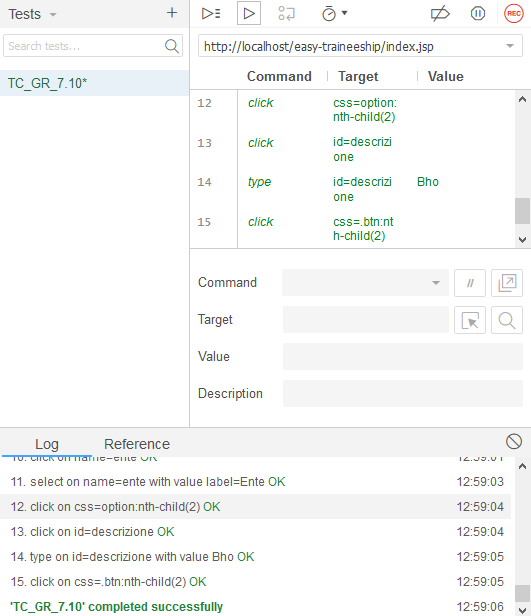 Tests
REC
Search tests...
http://localhost/easy-traineeship/index.jsp
TC_GR_7.10*
Command Target Value
12 click css=option:
nth-child(2)
13 click id=descrizi
one
14 type id=descrizi Bho
one
15 click css=.btn:nt
h-child(2)
Command //
Target
Value
Description
Log Reference
10. click on name=ente OK 12:59:01
11. select on name=ente with value label=Ente OK 12:59:03
12. click on css=option:nth-child(2) OK 12:59:04
13. click on id=descrizione OK 12:59:04
14. type on id=descrizione with value Bho OK 12:59:05
15. click on css=.btn:nth-child(2) OK 12:59:05
'TC_GR_7.10' completed successfully 12:59:06